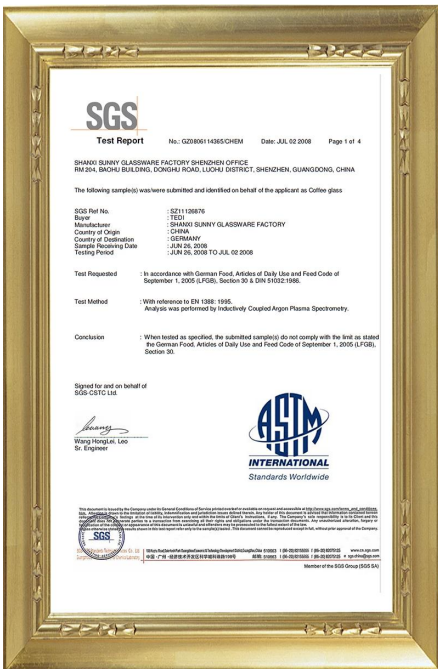 SGS
Test Report No.: GZ0806114365/CHEM Date: JUL 02 2008 Page 1 of 4
SHANXI SUNNY GLASSWARE FACTORY SHENZHEN OFFICE
RM 204, BAOHU BUILDING, DONGHU ROAD, LUOHU DISTRICT, SHENZHEN, GUANGDONG, CHINA
The following sample(s) was/were submitted and identified on behalf of the applicant as Coffee glass
SGS Ref No. : SZ11126876
Buyer : TEDI
Manufacturer : SHANXI SUNNY GLASSWARE FACTORY
Country of Origin : CHINA
Country of Destination : GERMANY
Sample Receiving Date : JUN 26, 2008
Testing Period : JUN 26, 2008 TO JUL 02 2008
Test Requested : In accordance with German Food, Articles of Daily Use and Feed Code of
September 1, 2005 (LFGB), Section 30 & DIN 51032:1986.
Test Method : With reference to EN 1388: 1995.
Analysis was performed by Inductively Coupled Argon Plasma Spectrometry.
Conclusion : When tested as specified, the submitted sample(s) do not comply with the limit as stated
the German Food, Articles of Daily Use and Feed Code of September 1, 2005 (LFGB),
Section 30.
Signed for and on behalf of
SGS-CSTC Ltd.
Wang HongLei, Leo
Sr. Engineer
ASTM
INTERNATIONAL
Standards Worldwide
SGS
Member of the SGS Group (SGS SA)